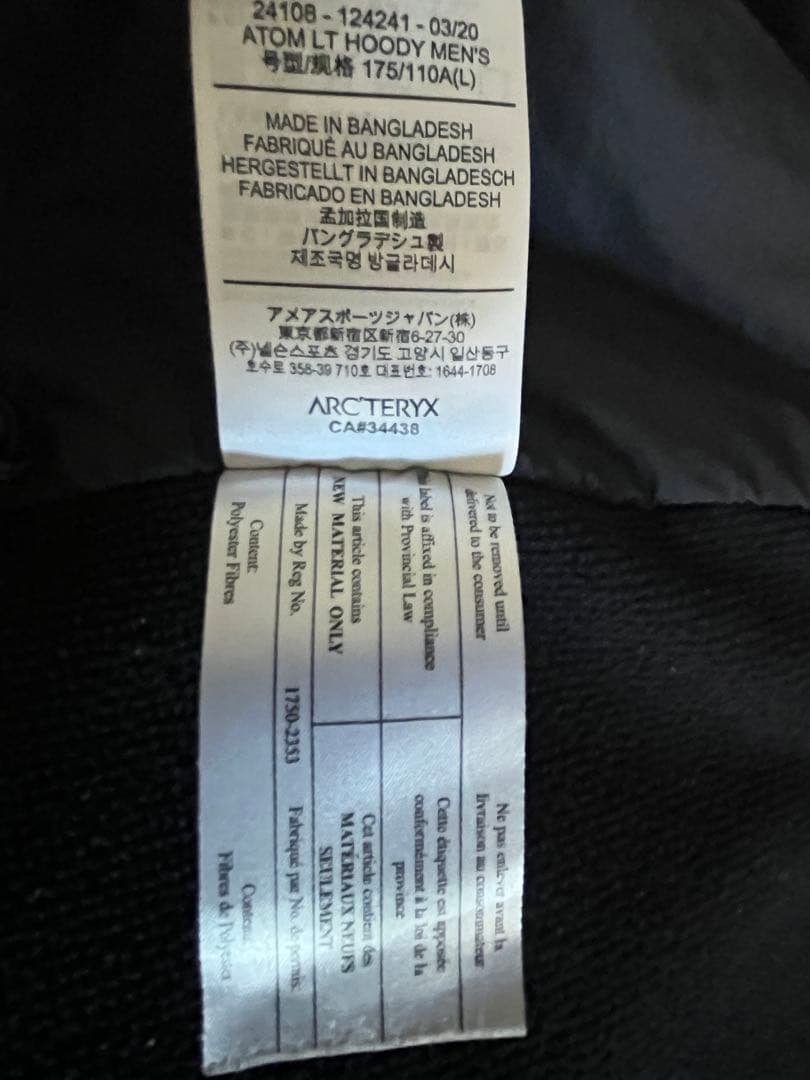 24108 - 124241 - 03/20
ATOM LT HOODY MEN'S
号型/规格 175/110A(L)
MADE IN BANGLADESH
FABRIQUÉ AU BANGLADESH
HERGESTELLT IN BANGLADESCH
FABRICADO EN BANGLADESH
孟加拉国制造
バングラデシュ製
제조국명 방글라데시
アメアスポーツジャパン(株)
東京都新宿区新宿6-27-30
(주)넬슨스포츠 경기도 고양시 일산동구
호수로 358-39 710호 대표번호: 1644-1708
ARC'TERYX
CA#34438
Not to be removed until
delivered to the consumer
Ne pas enlever avant la
livraison au consommateur
label is affixed in compliance
with Provincial Law
Cette étiquette est apposée
conformément à la loi de la
province
This article contains
NEW MATERIAL ONLY
Cet article contient des
MATÉRIAUX NEUFS
SEULEMENT
Made by Reg No. 1750-2353 Fabriqué par No. de permis:
Content:
Polyester Fibres
Contenu
Fibres de